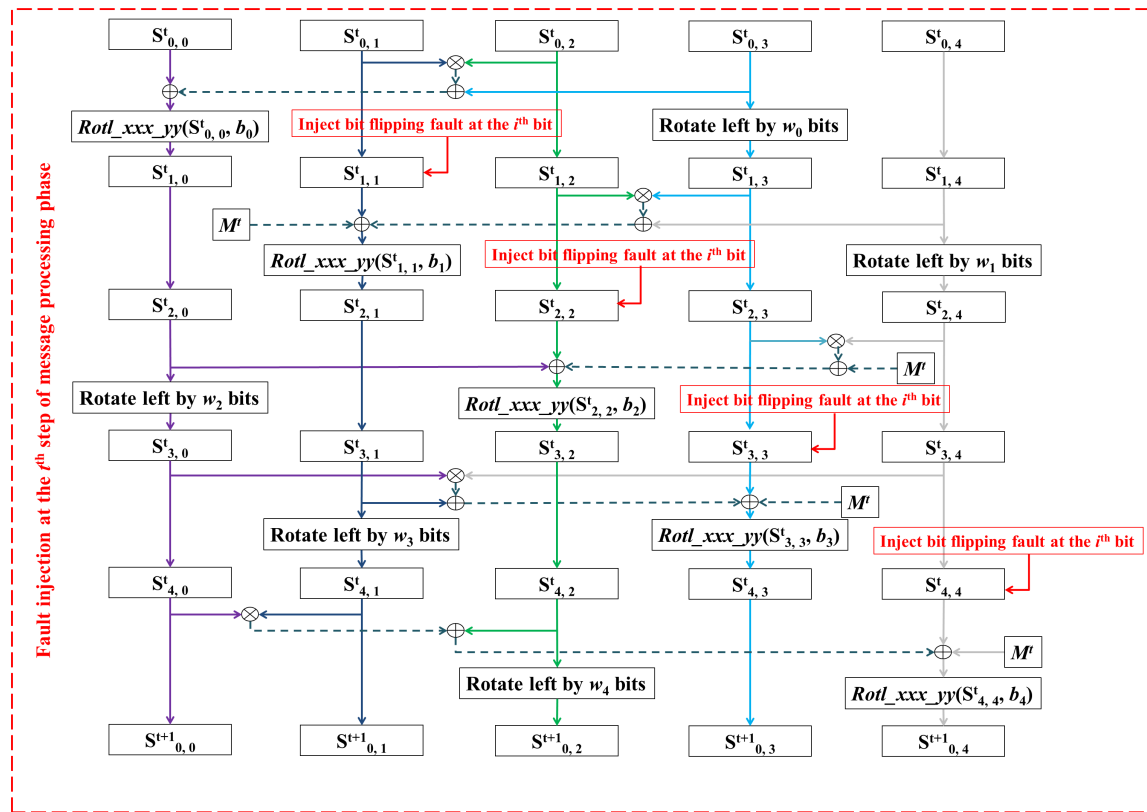 Fault injection at the tᵗʰ step of message processing phase
Sᵗ₀, ₀ Sᵗ₀, ₁ Sᵗ₀, ₂ Sᵗ₀, ₃ Sᵗ₀, ₄
Rotl_xxx_yy(Sᵗ₀, ₀, b₀) Inject bit flipping fault at the iᵗʰ bit Rotate left by w₀ bits
Sᵗ₁, ₀ Sᵗ₁, ₁ Sᵗ₁, ₂ Sᵗ₁, ₃ Sᵗ₁, ₄
Mᵗ
Rotl_xxx_yy(Sᵗ₁, ₁, b₁) Inject bit flipping fault at the iᵗʰ bit Rotate left by w₁ bits
Sᵗ₂, ₀ Sᵗ₂, ₁ Sᵗ₂, ₂ Sᵗ₂, ₃ Sᵗ₂, ₄
Mᵗ
Rotate left by w₂ bits Rotl_xxx_yy(Sᵗ₂, ₂, b₂) Inject bit flipping fault at the iᵗʰ bit
Sᵗ₃, ₀ Sᵗ₃, ₁ Sᵗ₃, ₂ Sᵗ₃, ₃ Sᵗ₃, ₄
Mᵗ
Rotate left by w₃ bits Rotl_xxx_yy(Sᵗ₃, ₃, b₃) Inject bit flipping fault at the iᵗʰ bit
Sᵗ₄, ₀ Sᵗ₄, ₁ Sᵗ₄, ₂ Sᵗ₄, ₃ Sᵗ₄, ₄
Mᵗ
Rotate left by w₄ bits Rotl_xxx_yy(Sᵗ₄, ₄, b₄)
Sᵗ⁺¹₀, ₀ Sᵗ⁺¹₀, ₁ Sᵗ⁺¹₀, ₂ Sᵗ⁺¹₀, ₃ Sᵗ⁺¹₀, ₄